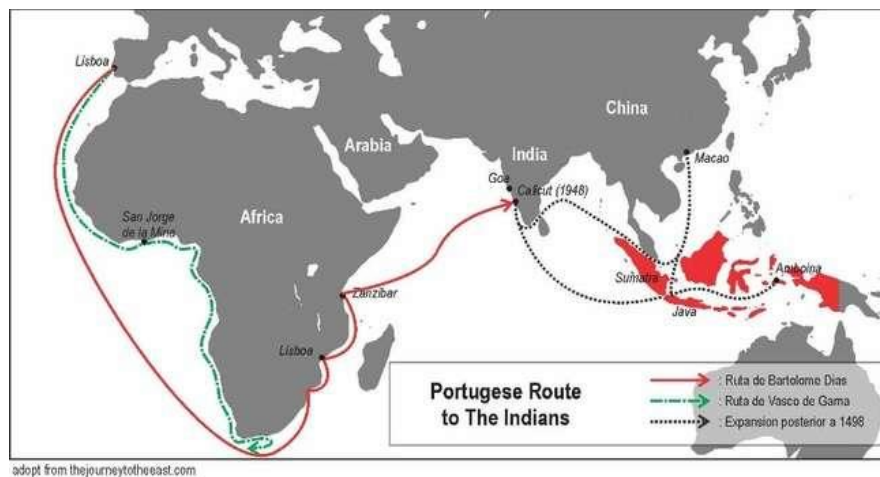 Lisboa
China
Arabia
India
Macao
Goa
Calicut (1948)
San Jorge
de la Mina
Africa
Sumatra
Amboina
Zanzibar
Java
Lisboa
Portugese Route
to The Indians
: Ruta de Bartolome Dias
: Ruta de Vasco de Gama
: Expansion posterior a 1498
adopt from thejourneytotheeast.com